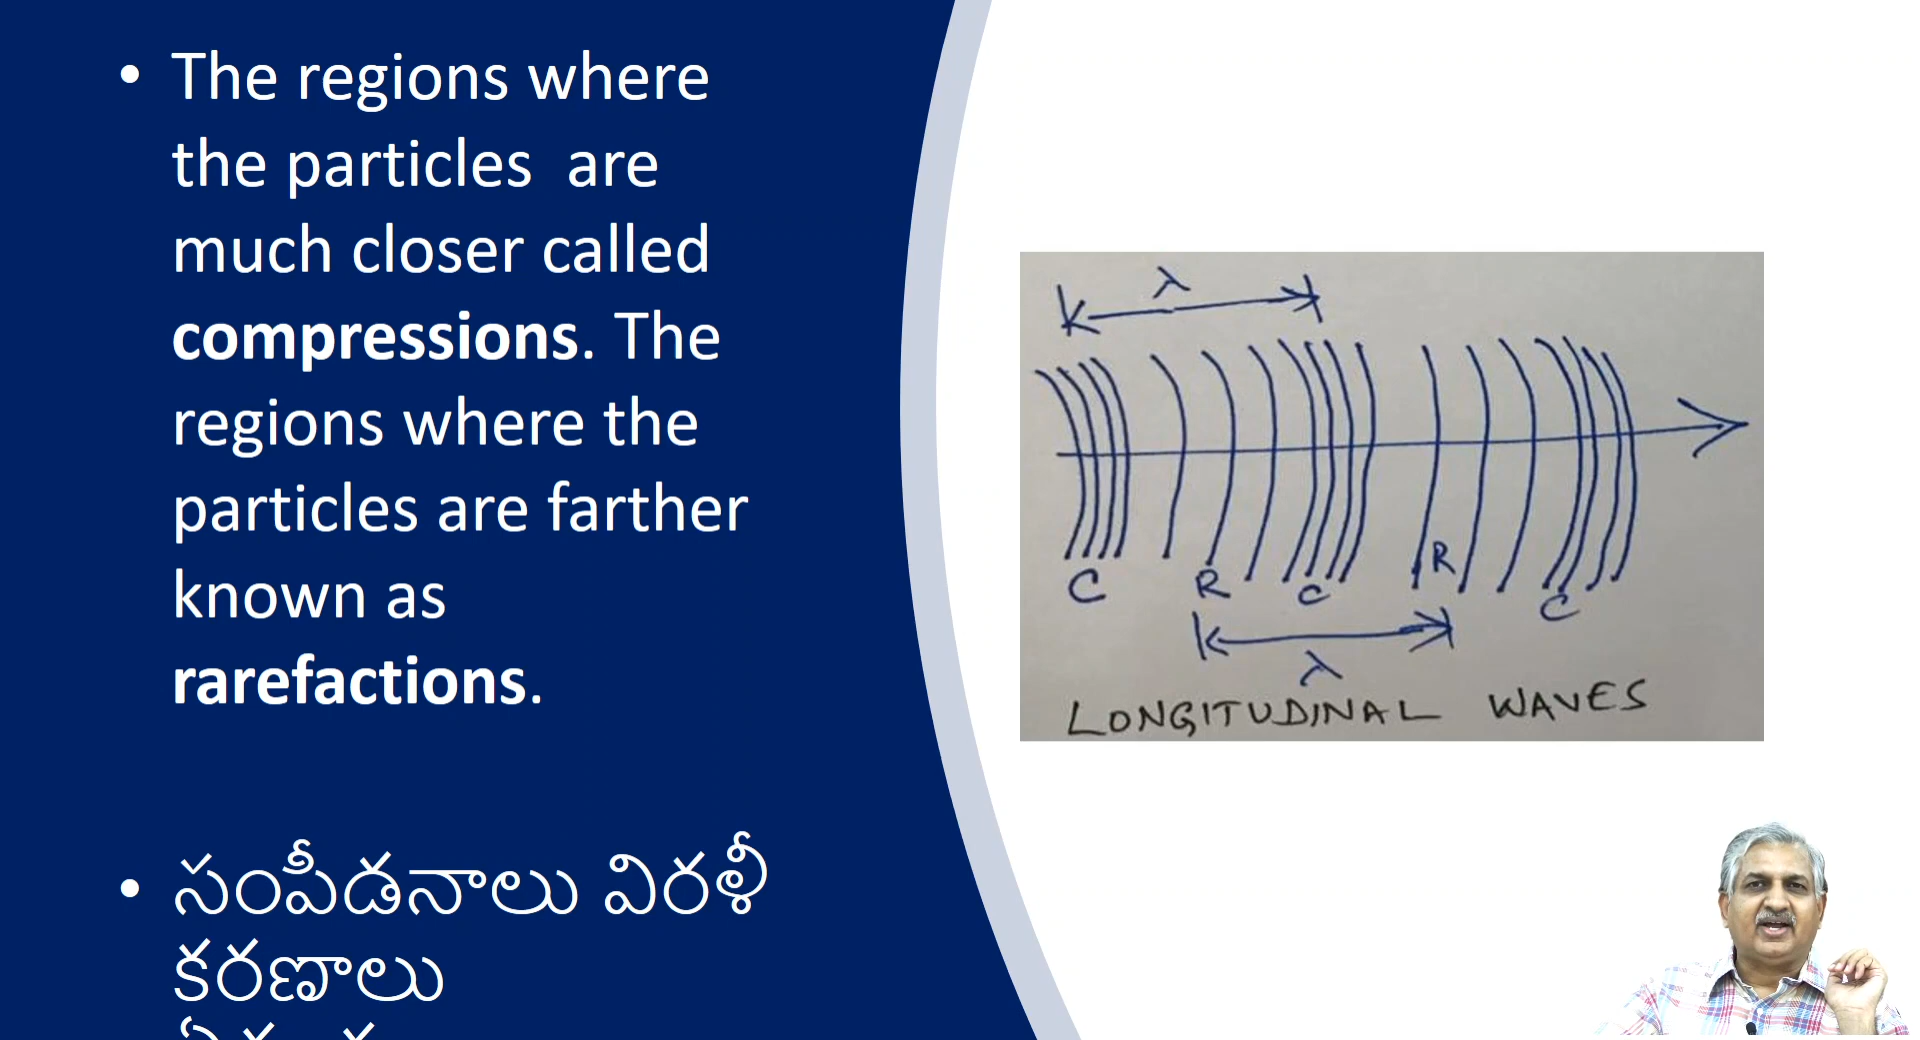 • The regions where
the particles are
much closer called
compressions. The
regions where the
particles are farther
known as
rarefactions.
• సంపీడనాలు విరళీ
కరణాలు
λ
C R C R C
λ
LONGITUDINAL WAVES